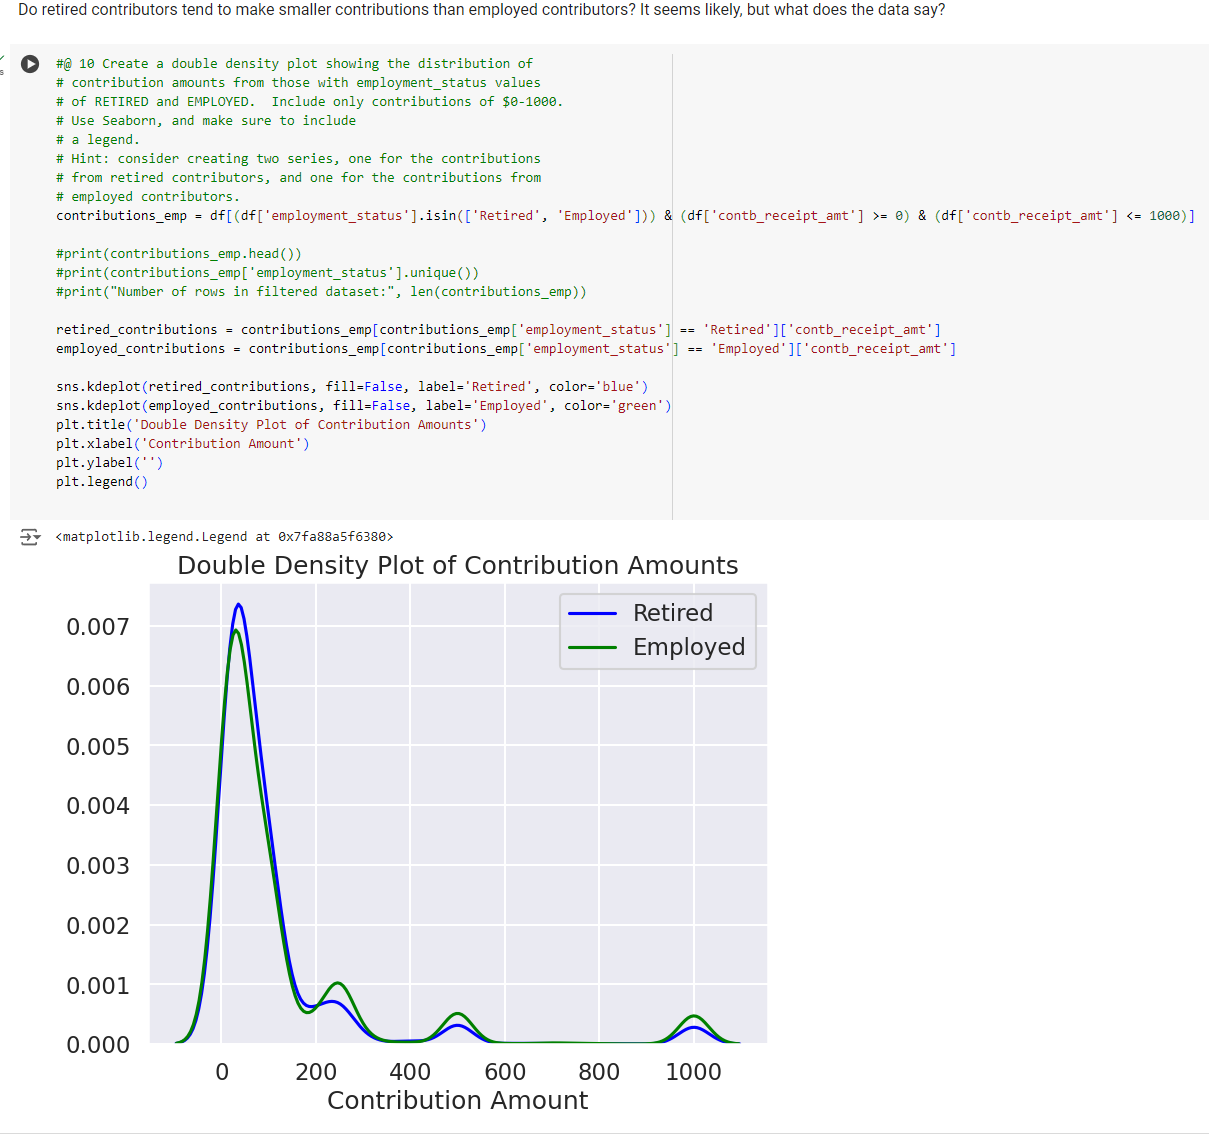 Do retired contributors tend to make smaller contributions than employed contributors? It seems likely, but what does the data say?
s
#@ 10 Create a double density plot showing the distribution of
# contribution amounts from those with employment_status values
# of RETIRED and EMPLOYED.  Include only contributions of $0-1000.
# Use Seaborn, and make sure to include
# a legend.
# Hint: consider creating two series, one for the contributions
# from retired contributors, and one for the contributions from
# employed contributors.
contributions_emp = df[(df['employment_status'].isin(['Retired', 'Employed'])) & (df['contb_receipt_amt'] >= 0) & (df['contb_receipt_amt'] <= 1000)]
#print(contributions_emp.head())
#print(contributions_emp['employment_status'].unique())
#print("Number of rows in filtered dataset:", len(contributions_emp))
retired_contributions = contributions_emp[contributions_emp['employment_status'] == 'Retired']['contb_receipt_amt']
employed_contributions = contributions_emp[contributions_emp['employment_status'] == 'Employed']['contb_receipt_amt']
sns.kdeplot(retired_contributions, fill=False, label='Retired', color='blue')
sns.kdeplot(employed_contributions, fill=False, label='Employed', color='green')
plt.title('Double Density Plot of Contribution Amounts')
plt.xlabel('Contribution Amount')
plt.ylabel('')
plt.legend()
<matplotlib.legend.Legend at 0x7fa88a5f6380>
Double Density Plot of Contribution Amounts
Retired
Employed
0.007
0.006
0.005
0.004
0.003
0.002
0.001
0.000
0 200 400 600 800 1000
Contribution Amount